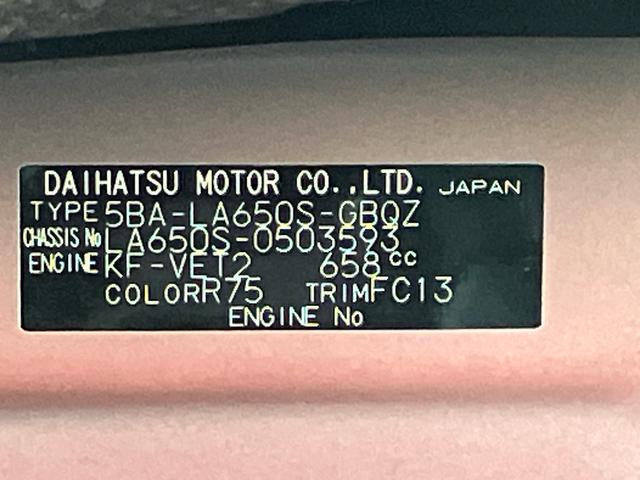 DAIHATSU MOTOR CO.,LTD. JAPAN
TYPE 5BA-LA650S-GBQZ
CHASSIS No LA650S-0503593
ENGINE KF-VET2 658cc
COLOR R75 TRIM FC13
ENGINE No